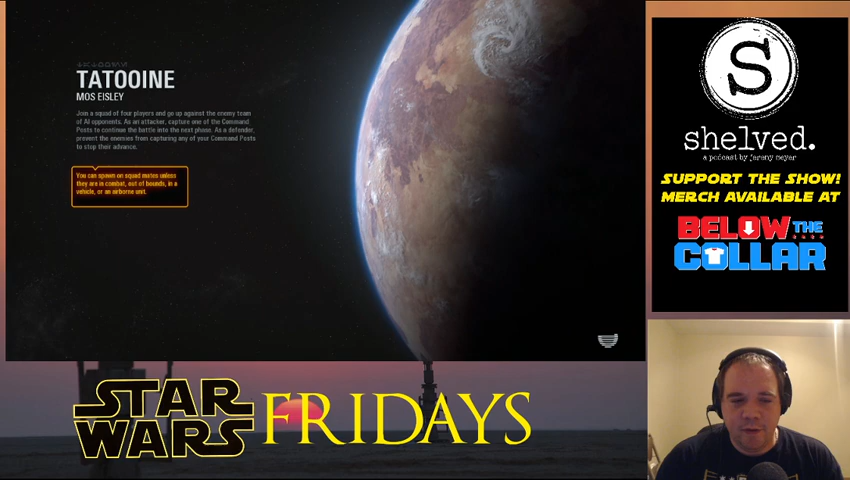 TATOOINE
MOS EISLEY
Join a squad of four players and go up against the enemy team
of AI opponents. As an attacker, capture one of the Command
Posts to continue the battle into the next phase. As a defender,
prevent the enemies from capturing any of your Command Posts
to stop their advance.
You can spawn on squad mates unless
they are in combat, out of bounds, in a
vehicle, or an airborne unit.
S
shelved.
a podcast by jeremy meyer
SUPPORT THE SHOW!
MERCH AVAILABLE AT
BELOW THE
COLLAR
STAR
WARS
FRIDAYS